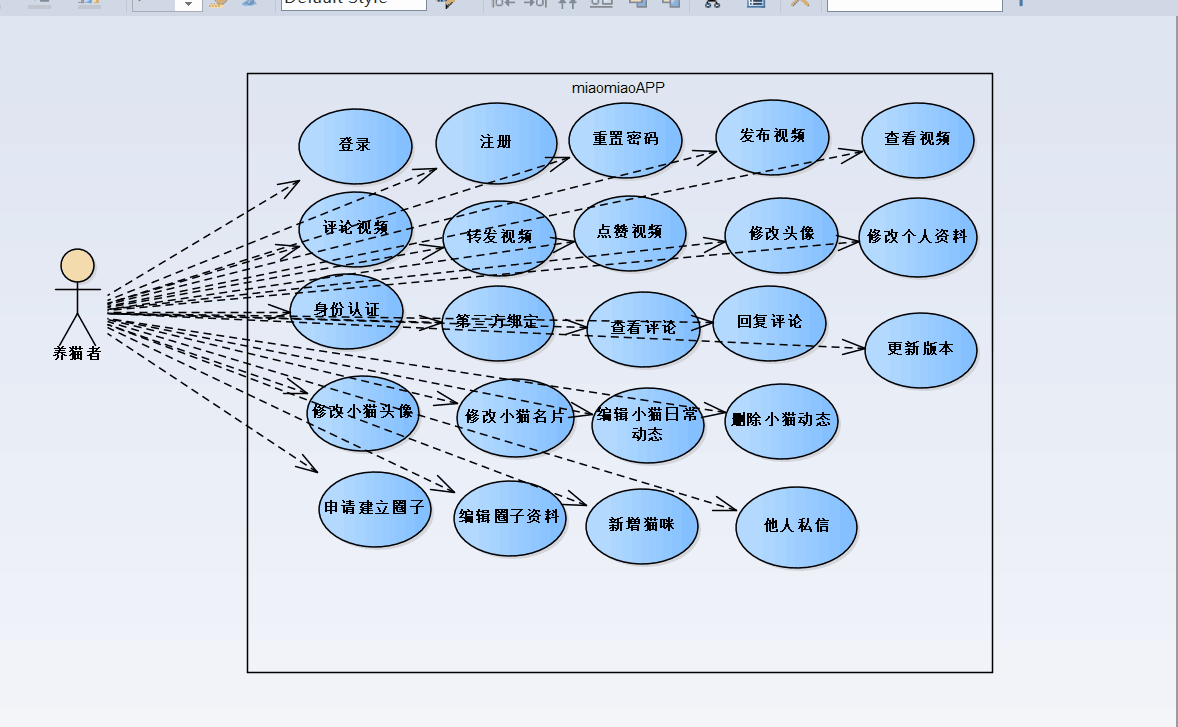 Default Style
miaomiaoAPP
登录
注册
重置密码
发布视频
查看视频
评论视频
转发视频
点赞视频
修改头像
修改个人资料
养猫者
身份认证
第三方绑定
查看评论
回复评论
更新版本
修改小猫头像
修改小猫名片
编辑小猫日常
动态
删除小猫动态
申请建立圈子
编辑圈子资料
新增猫咪
他人私信